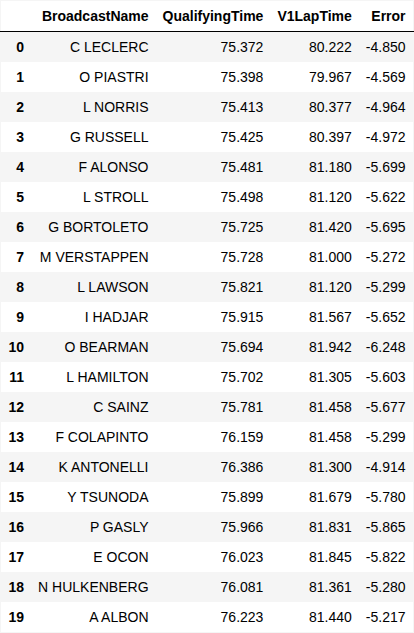 BroadcastName QualifyingTime V1LapTime Error
0 C LECLERC 75.372 80.222 -4.850
1 O PIASTRI 75.398 79.967 -4.569
2 L NORRIS 75.413 80.377 -4.964
3 G RUSSELL 75.425 80.397 -4.972
4 F ALONSO 75.481 81.180 -5.699
5 L STROLL 75.498 81.120 -5.622
6 G BORTOLETO 75.725 81.420 -5.695
7 M VERSTAPPEN 75.728 81.000 -5.272
8 L LAWSON 75.821 81.120 -5.299
9 I HADJAR 75.915 81.567 -5.652
10 O BEARMAN 75.694 81.942 -6.248
11 L HAMILTON 75.702 81.305 -5.603
12 C SAINZ 75.781 81.458 -5.677
13 F COLAPINTO 76.159 81.458 -5.299
14 K ANTONELLI 76.386 81.300 -4.914
15 Y TSUNODA 75.899 81.679 -5.780
16 P GASLY 75.966 81.831 -5.865
17 E OCON 76.023 81.845 -5.822
18 N HULKENBERG 76.081 81.361 -5.280
19 A ALBON 76.223 81.440 -5.217